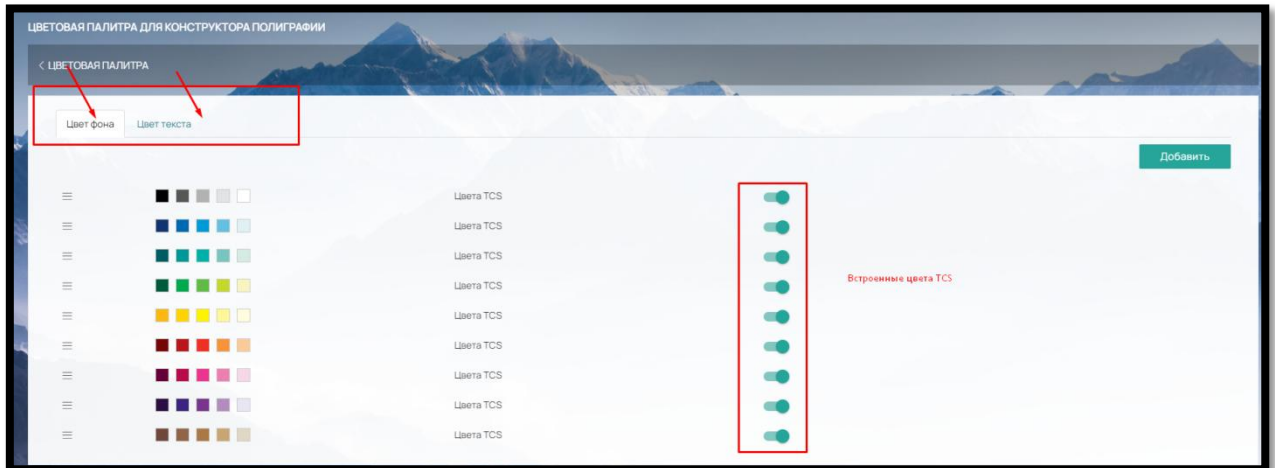 ЦВЕТОВАЯ ПАЛИТРА ДЛЯ КОНСТРУКТОРА ПОЛИГРАФИИ
< ЦВЕТОВАЯ ПАЛИТРА
Цвет фона Цвет текста
Добавить
Цвета TCS
Цвета TCS
Цвета TCS
Цвета TCS
Встроенные цвета TCS
Цвета TCS
Цвета TCS
Цвета TCS
Цвета TCS
Цвета TCS